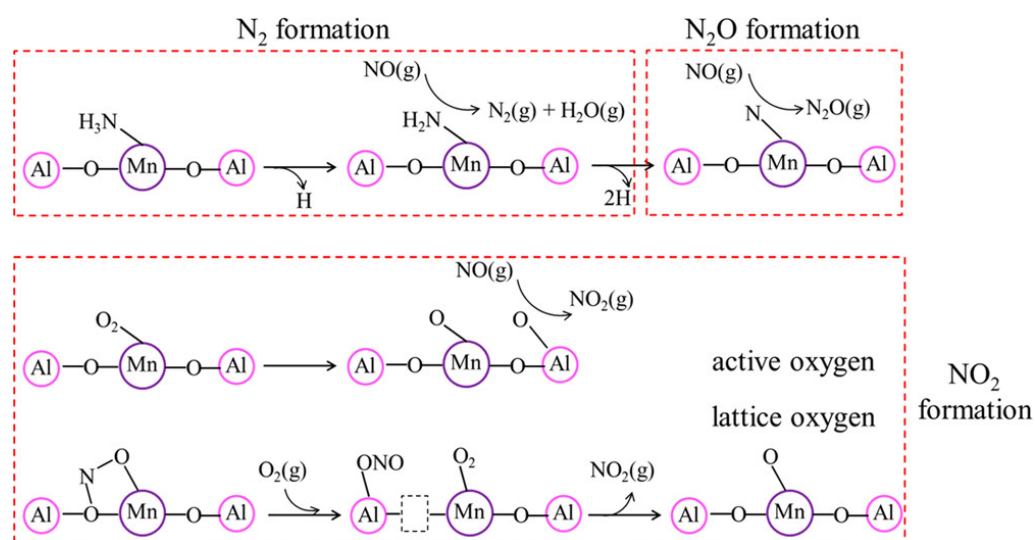 N₂ formation
N₂O formation
NO(g)
N₂(g) + H₂O(g)
NO(g)
N₂O(g)
H₃N
H₂N
N
Al O Mn O Al
H
Al O Mn O Al
2H
Al O Mn O Al
NO(g)
NO₂(g)
O₂
O
O
Al O Mn O Al
Al O Mn O Al
active oxygen
lattice oxygen
NO₂
formation
N O
O₂(g)
ONO
O₂
NO₂(g)
O
Al O Mn O Al
Al Mn O Al
Al O Mn O Al